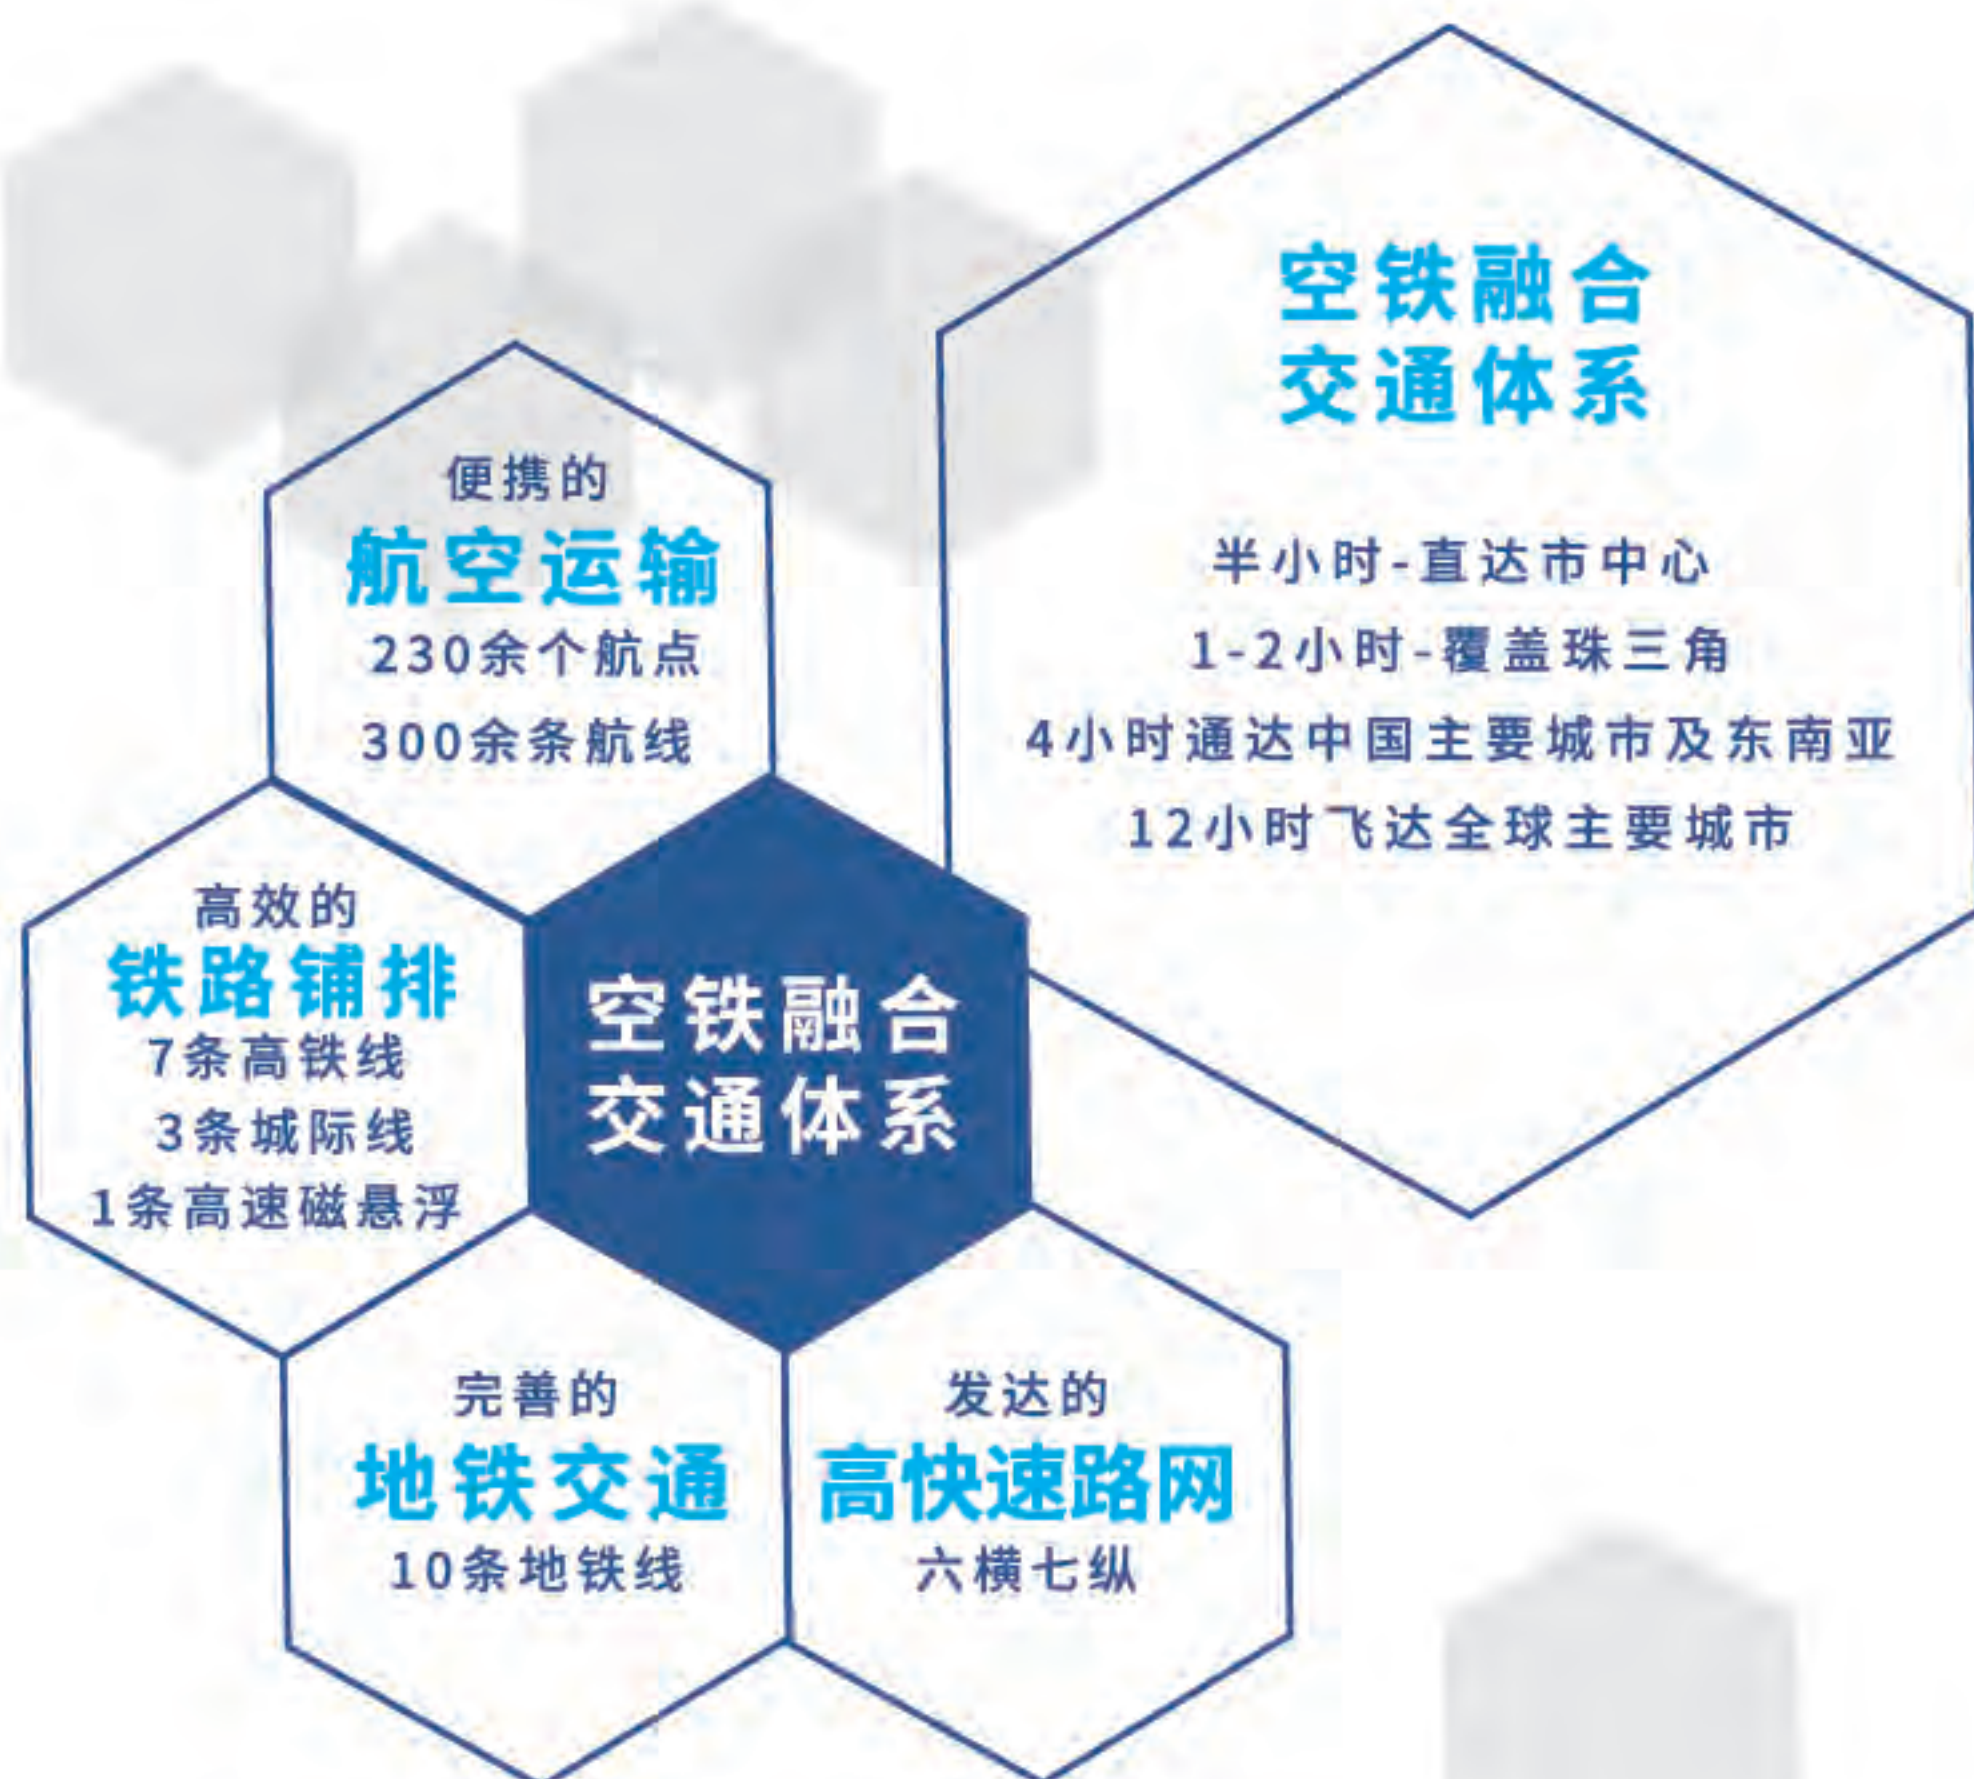 空铁融合
交通体系
半小时-直达市中心
1-2小时-覆盖珠三角
4小时通达中国主要城市及东南亚
12小时飞达全球主要城市
便携的
航空运输
230余个航点
300余条航线
高效的
铁路铺排
7条高铁线
3条城际线
1条高速磁悬浮
空铁融合
交通体系
完善的
地铁交通
10条地铁线
发达的
高快速路网
六横七纵